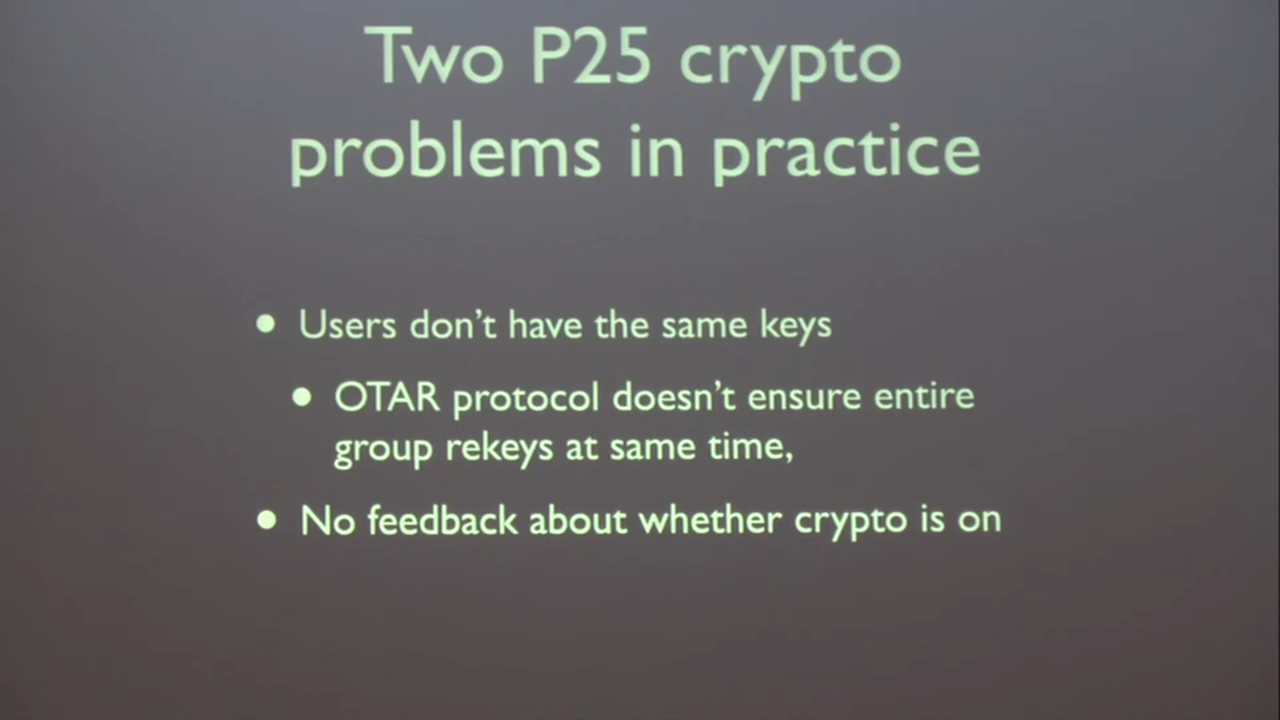 Two P25 crypto
problems in practice
• Users don't have the same keys
• OTAR protocol doesn't ensure entire
group rekeys at same time,
• No feedback about whether crypto is on